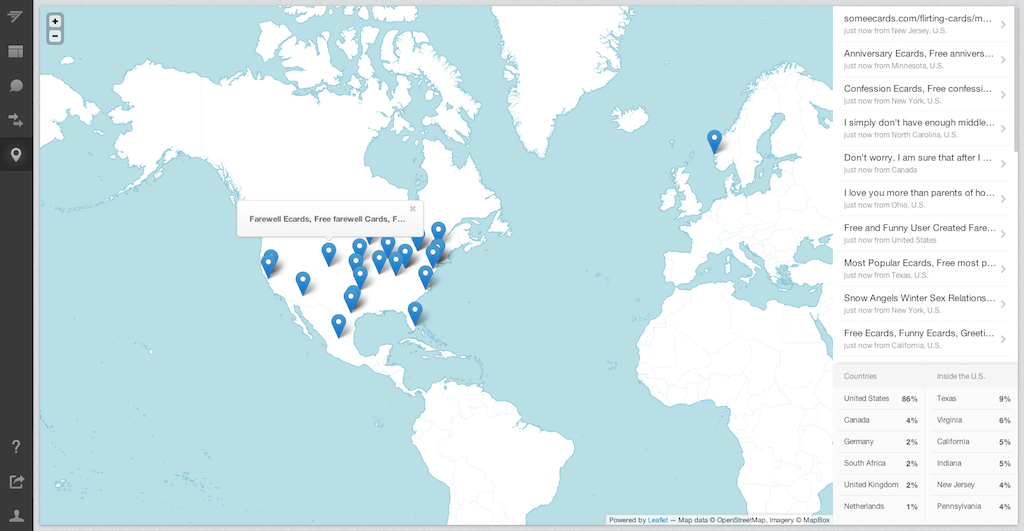 +
−
Farewell Ecards, Free farewell Cards, F...
someecards.com/flirting-cards/m...
just now from New Jersey, U.S.
Anniversary Ecards, Free annivers...
just now from Minnesota, U.S.
Confession Ecards, Free confessi...
just now from New York, U.S.
I simply don't have enough middle...
just now from North Carolina, U.S.
Don't worry. I am sure that after I ...
just now from Canada
I love you more than parents of ho...
just now from Ohio, U.S.
Free and Funny User Created Fare...
just now from United States
Most Popular Ecards, Free most p...
just now from Texas, U.S.
Snow Angels Winter Sex Relations...
just now from New York, U.S.
Free Ecards, Funny Ecards, Greeti...
just now from California, U.S.
Countries
United States 86%
Canada 4%
Germany 2%
South Africa 2%
United Kingdom 2%
Netherlands 1%
Inside the U.S.
Texas 9%
Virginia 6%
California 5%
Indiana 5%
New Jersey 4%
Pennsylvania 4%
?
Powered by Leaflet — Map data © OpenStreetMap, Imagery © MapBox